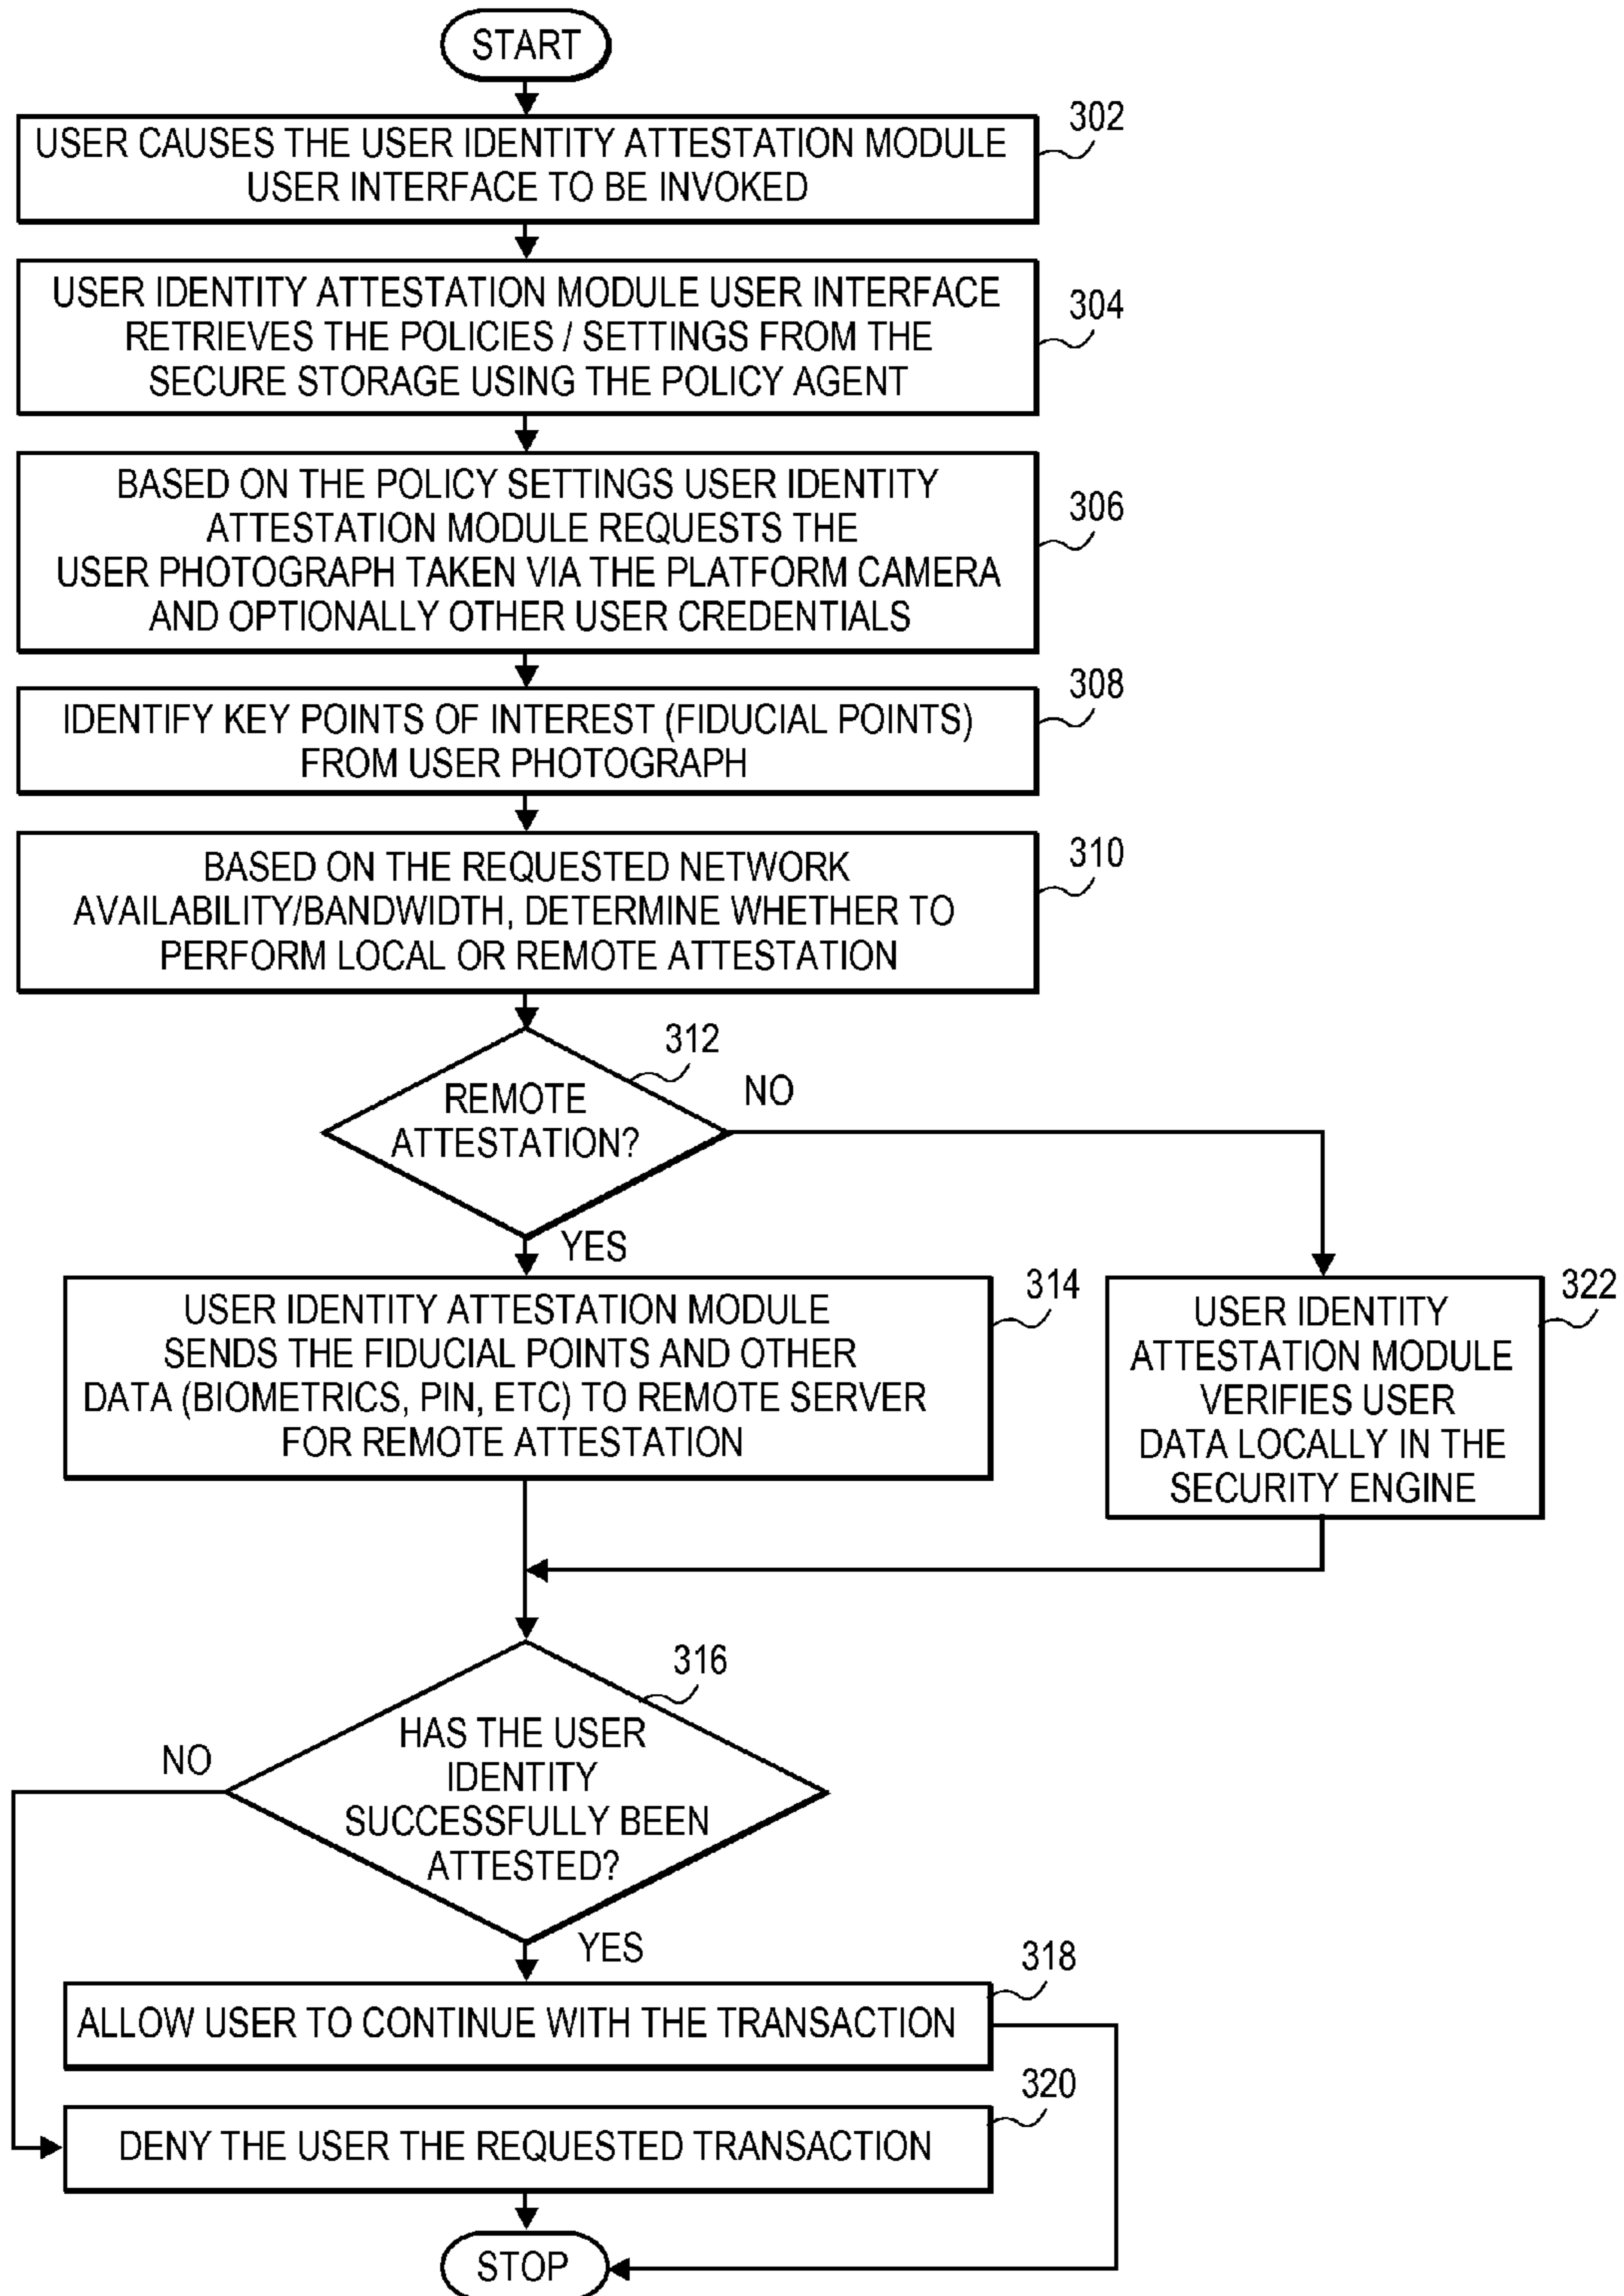 START
302
USER CAUSES THE USER IDENTITY ATTESTATION MODULE
USER INTERFACE TO BE INVOKED
304
USER IDENTITY ATTESTATION MODULE USER INTERFACE
RETRIEVES THE POLICIES / SETTINGS FROM THE
SECURE STORAGE USING THE POLICY AGENT
306
BASED ON THE POLICY SETTINGS USER IDENTITY
ATTESTATION MODULE REQUESTS THE
USER PHOTOGRAPH TAKEN VIA THE PLATFORM CAMERA
AND OPTIONALLY OTHER USER CREDENTIALS
308
IDENTIFY KEY POINTS OF INTEREST (FIDUCIAL POINTS)
FROM USER PHOTOGRAPH
310
BASED ON THE REQUESTED NETWORK
AVAILABILITY/BANDWIDTH, DETERMINE WHETHER TO
PERFORM LOCAL OR REMOTE ATTESTATION
312
REMOTE
ATTESTATION?
NO
YES
314
USER IDENTITY ATTESTATION MODULE
SENDS THE FIDUCIAL POINTS AND OTHER
DATA (BIOMETRICS, PIN, ETC) TO REMOTE SERVER
FOR REMOTE ATTESTATION
322
USER IDENTITY
ATTESTATION MODULE
VERIFIES USER
DATA LOCALLY IN THE
SECURITY ENGINE
316
HAS THE USER
IDENTITY
SUCCESSFULLY BEEN
ATTESTED?
NO
YES
318
ALLOW USER TO CONTINUE WITH THE TRANSACTION
320
DENY THE USER THE REQUESTED TRANSACTION
STOP